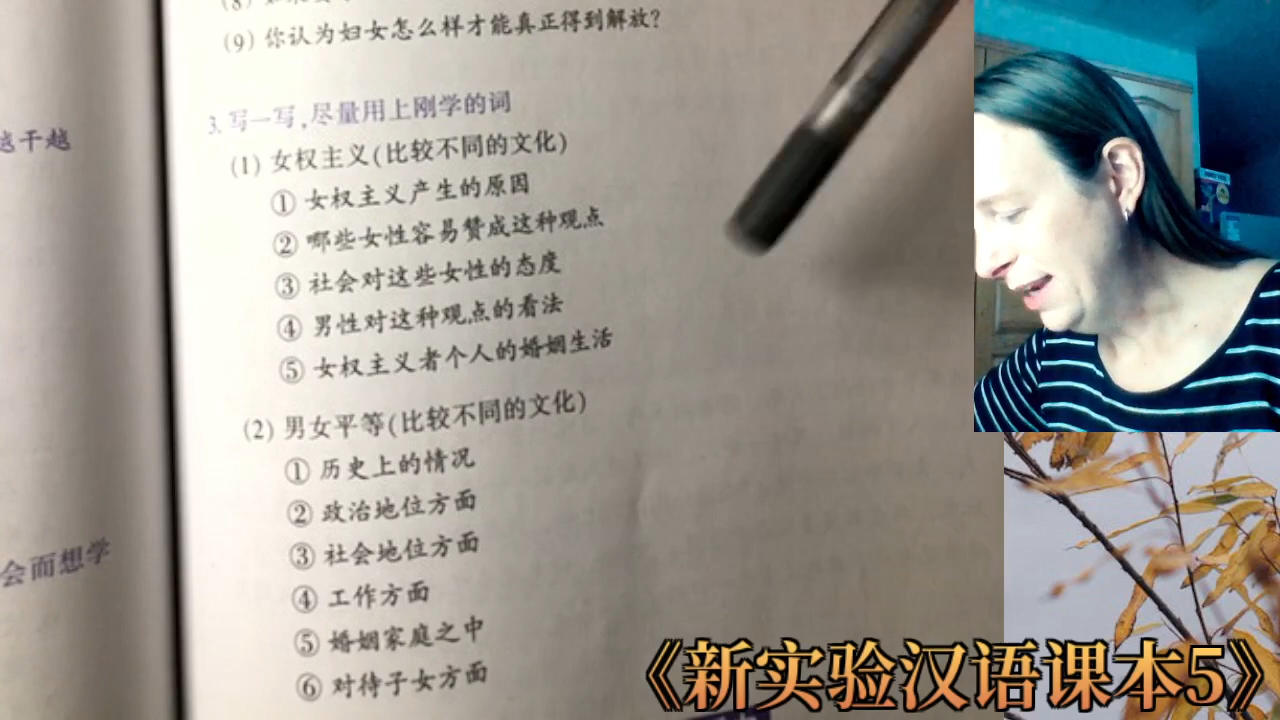 (9) 你认为妇女怎么样才能真正得到解放？
3. 写一写，尽量用上刚学的词
(1) 女权主义(比较不同的文化)
① 女权主义产生的原因
② 哪些女性容易赞成这种观点
③ 社会对这些女性的态度
④ 男性对这种观点的看法
⑤ 女权主义者个人的婚姻生活
(2) 男女平等(比较不同的文化)
① 历史上的情况
② 政治地位方面
③ 社会地位方面
④ 工作方面
⑤ 婚姻家庭之中
⑥ 对待子女方面
越干越
会而想学
《新实验汉语课本5》